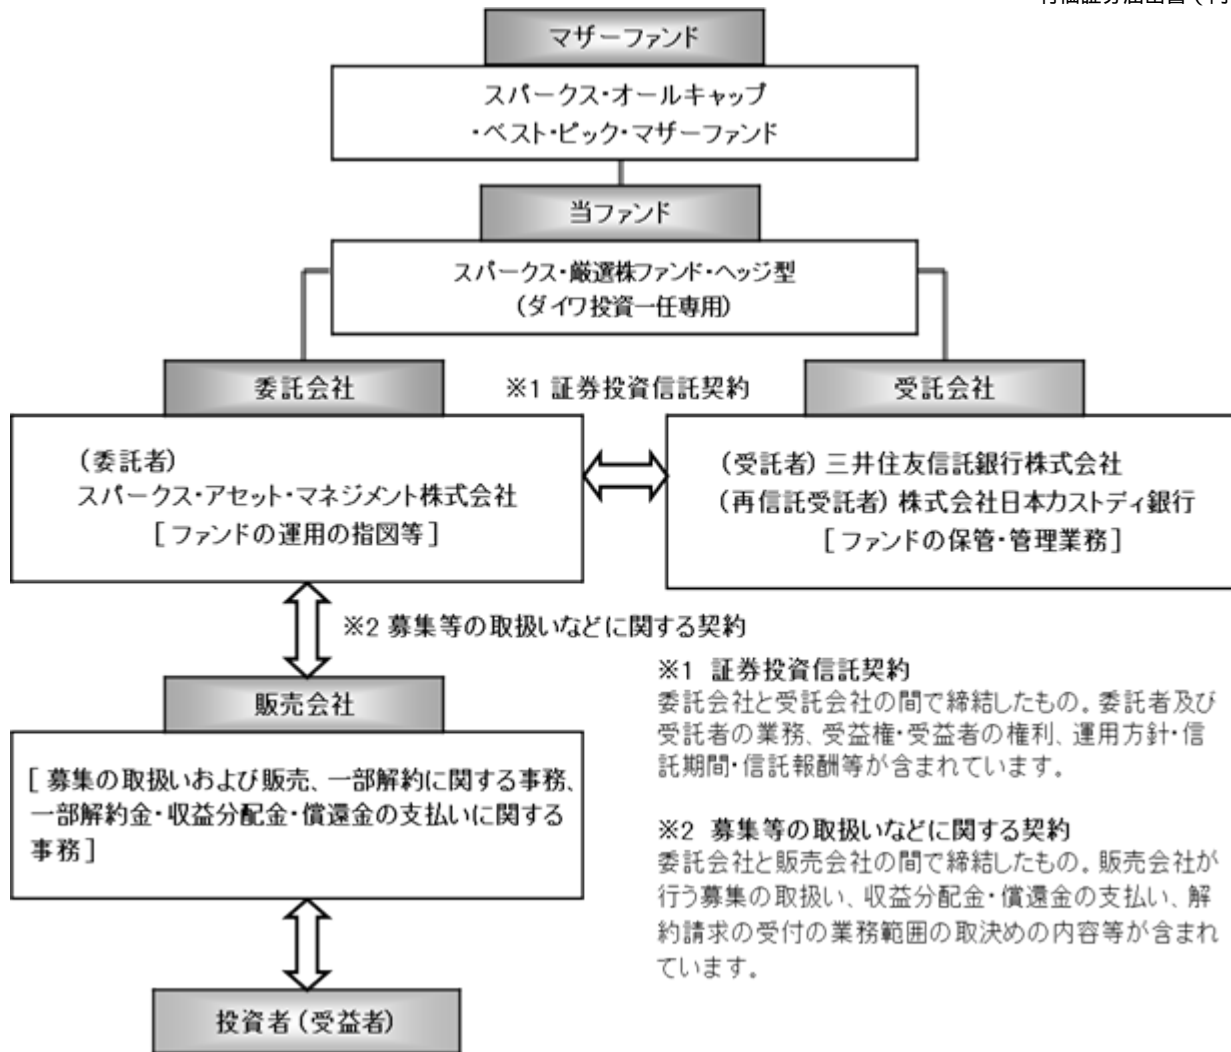 マザーファンド
スパークス・オールキャップ
・ベスト・ピック・マザーファンド
当ファンド
スパークス・厳選株ファンド・ヘッジ型
(ダイワ投資一任専用)
委託会社
※1 証券投資信託契約
受託会社
(委託者)
スパークス・アセット・マネジメント株式会社
[ファンドの運用の指図等]
(受託者) 三井住友信託銀行株式会社
(再信託受託者) 株式会社日本カストディ銀行
[ファンドの保管・管理業務]
※2 募集等の取扱いなどに関する契約
販売会社
[募集の取扱いおよび販売、一部解約に関する事務、
一部解約金・収益分配金・償還金の支払いに関する
事務]
投資者(受益者)
※1 証券投資信託契約
委託会社と受託会社の間で締結したもの。委託者及び
受託者の業務、受益権・受益者の権利、運用方針・信
託期間・信託報酬等が含まれています。
※2 募集等の取扱いなどに関する契約
委託会社と販売会社の間で締結したもの。販売会社が
行う募集の取扱い、収益分配金・償還金の支払い、解
約請求の受付の業務範囲の取決めの内容等が含まれ
ています。